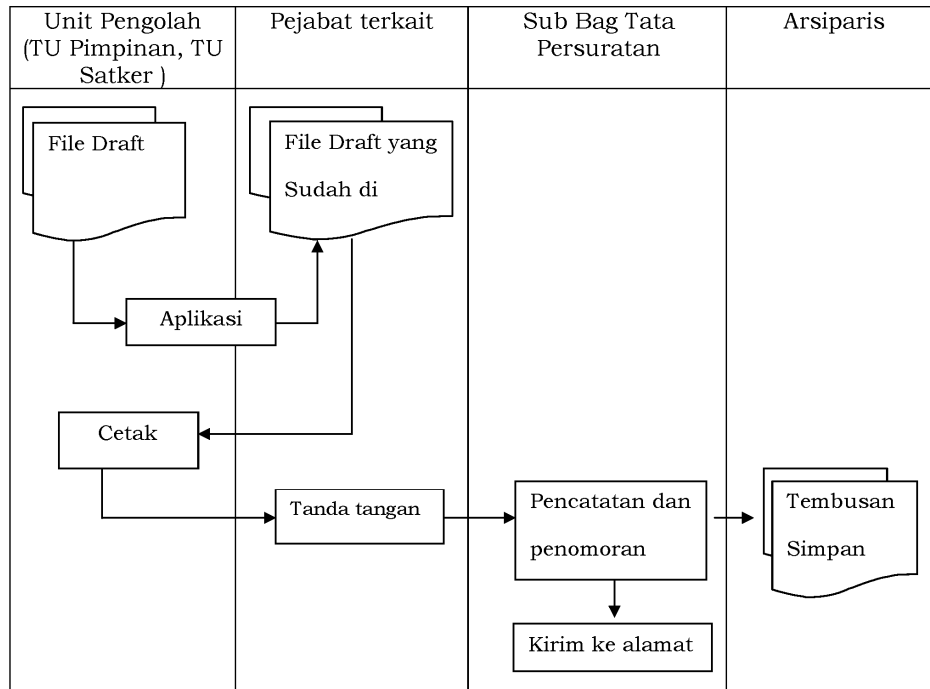 Unit Pengolah
(TU Pimpinan, TU
Satker )
Pejabat terkait
Sub Bag Tata
Persuratan
Arsiparis
File Draft
File Draft yang
Sudah di
Aplikasi
Cetak
Tanda tangan
Pencatatan dan
penomoran
Tembusan
Simpan
Kirim ke alamat